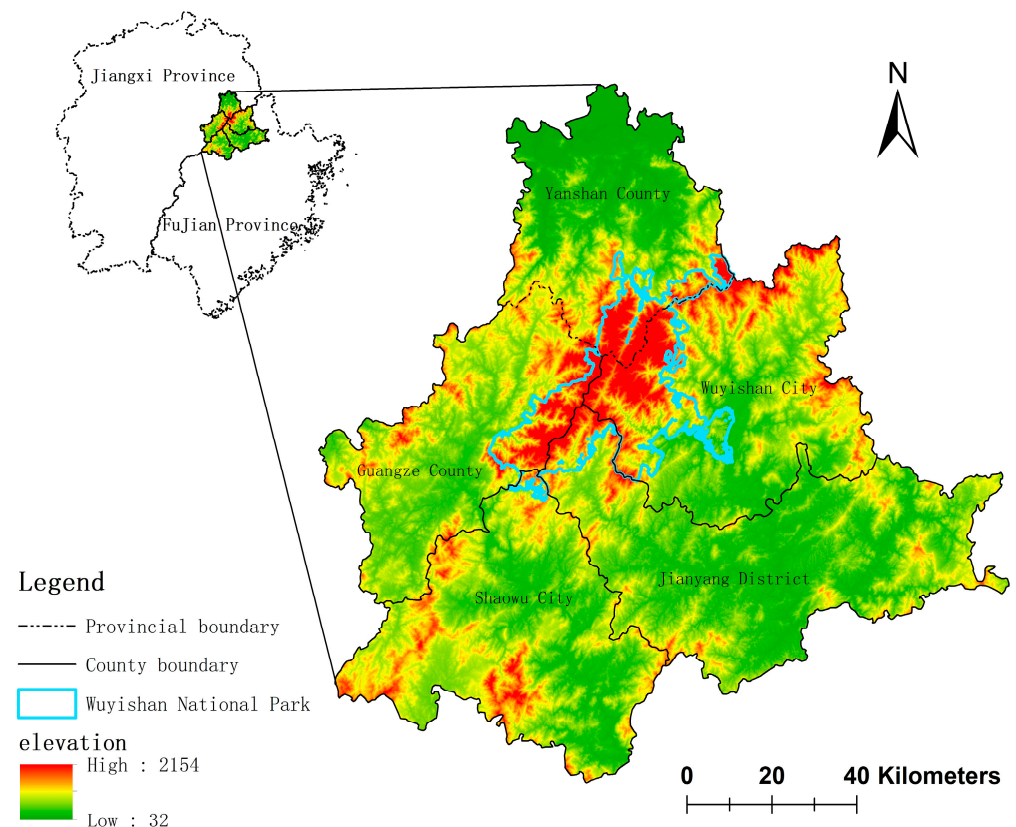 Jiangxi Province
FuJian Province
N
Yanshan County
Wuyishan City
Guangze County
Jianyang District
Shaowu City
Legend
Provincial boundary
County boundary
Wuyishan National Park
elevation
High : 2154
Low : 32
0 20 40 Kilometers